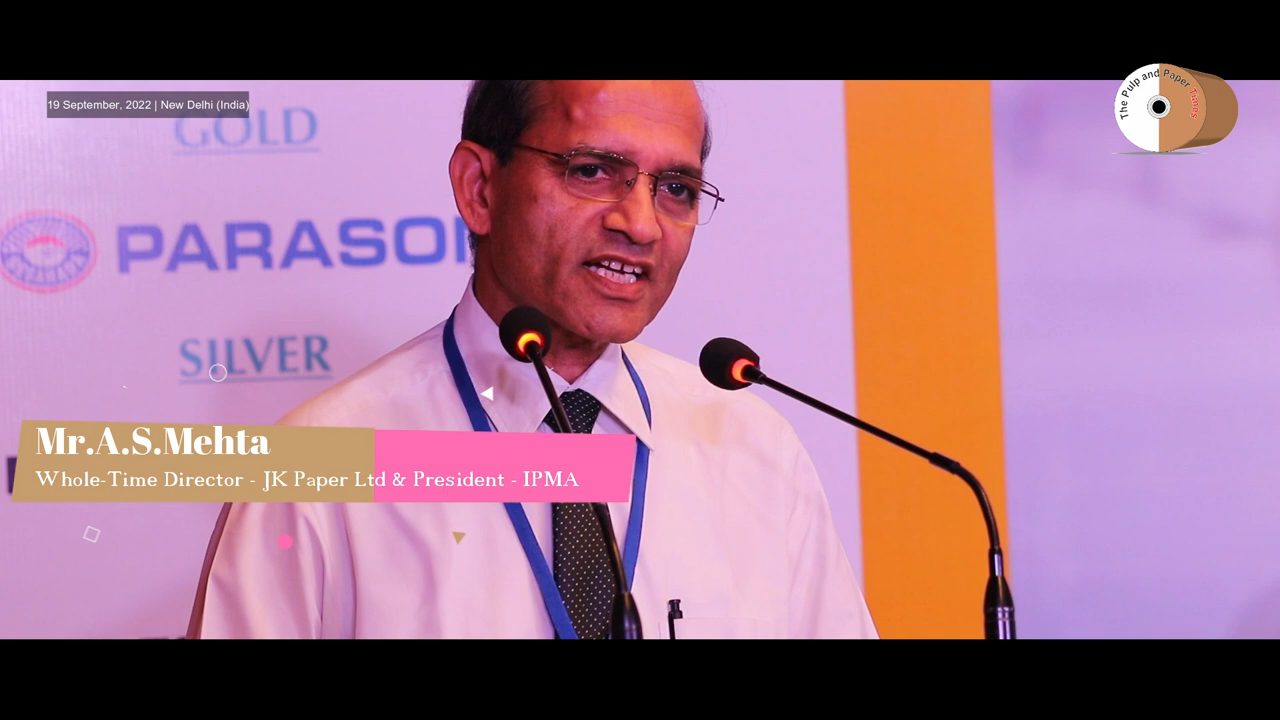 19 September, 2022 | New Delhi (India)
The Pulp and Paper Times
GOLD
PARASON
SILVER
Mr.A.S.Mehta
Whole-Time Director - JK Paper Ltd & President - IPMA